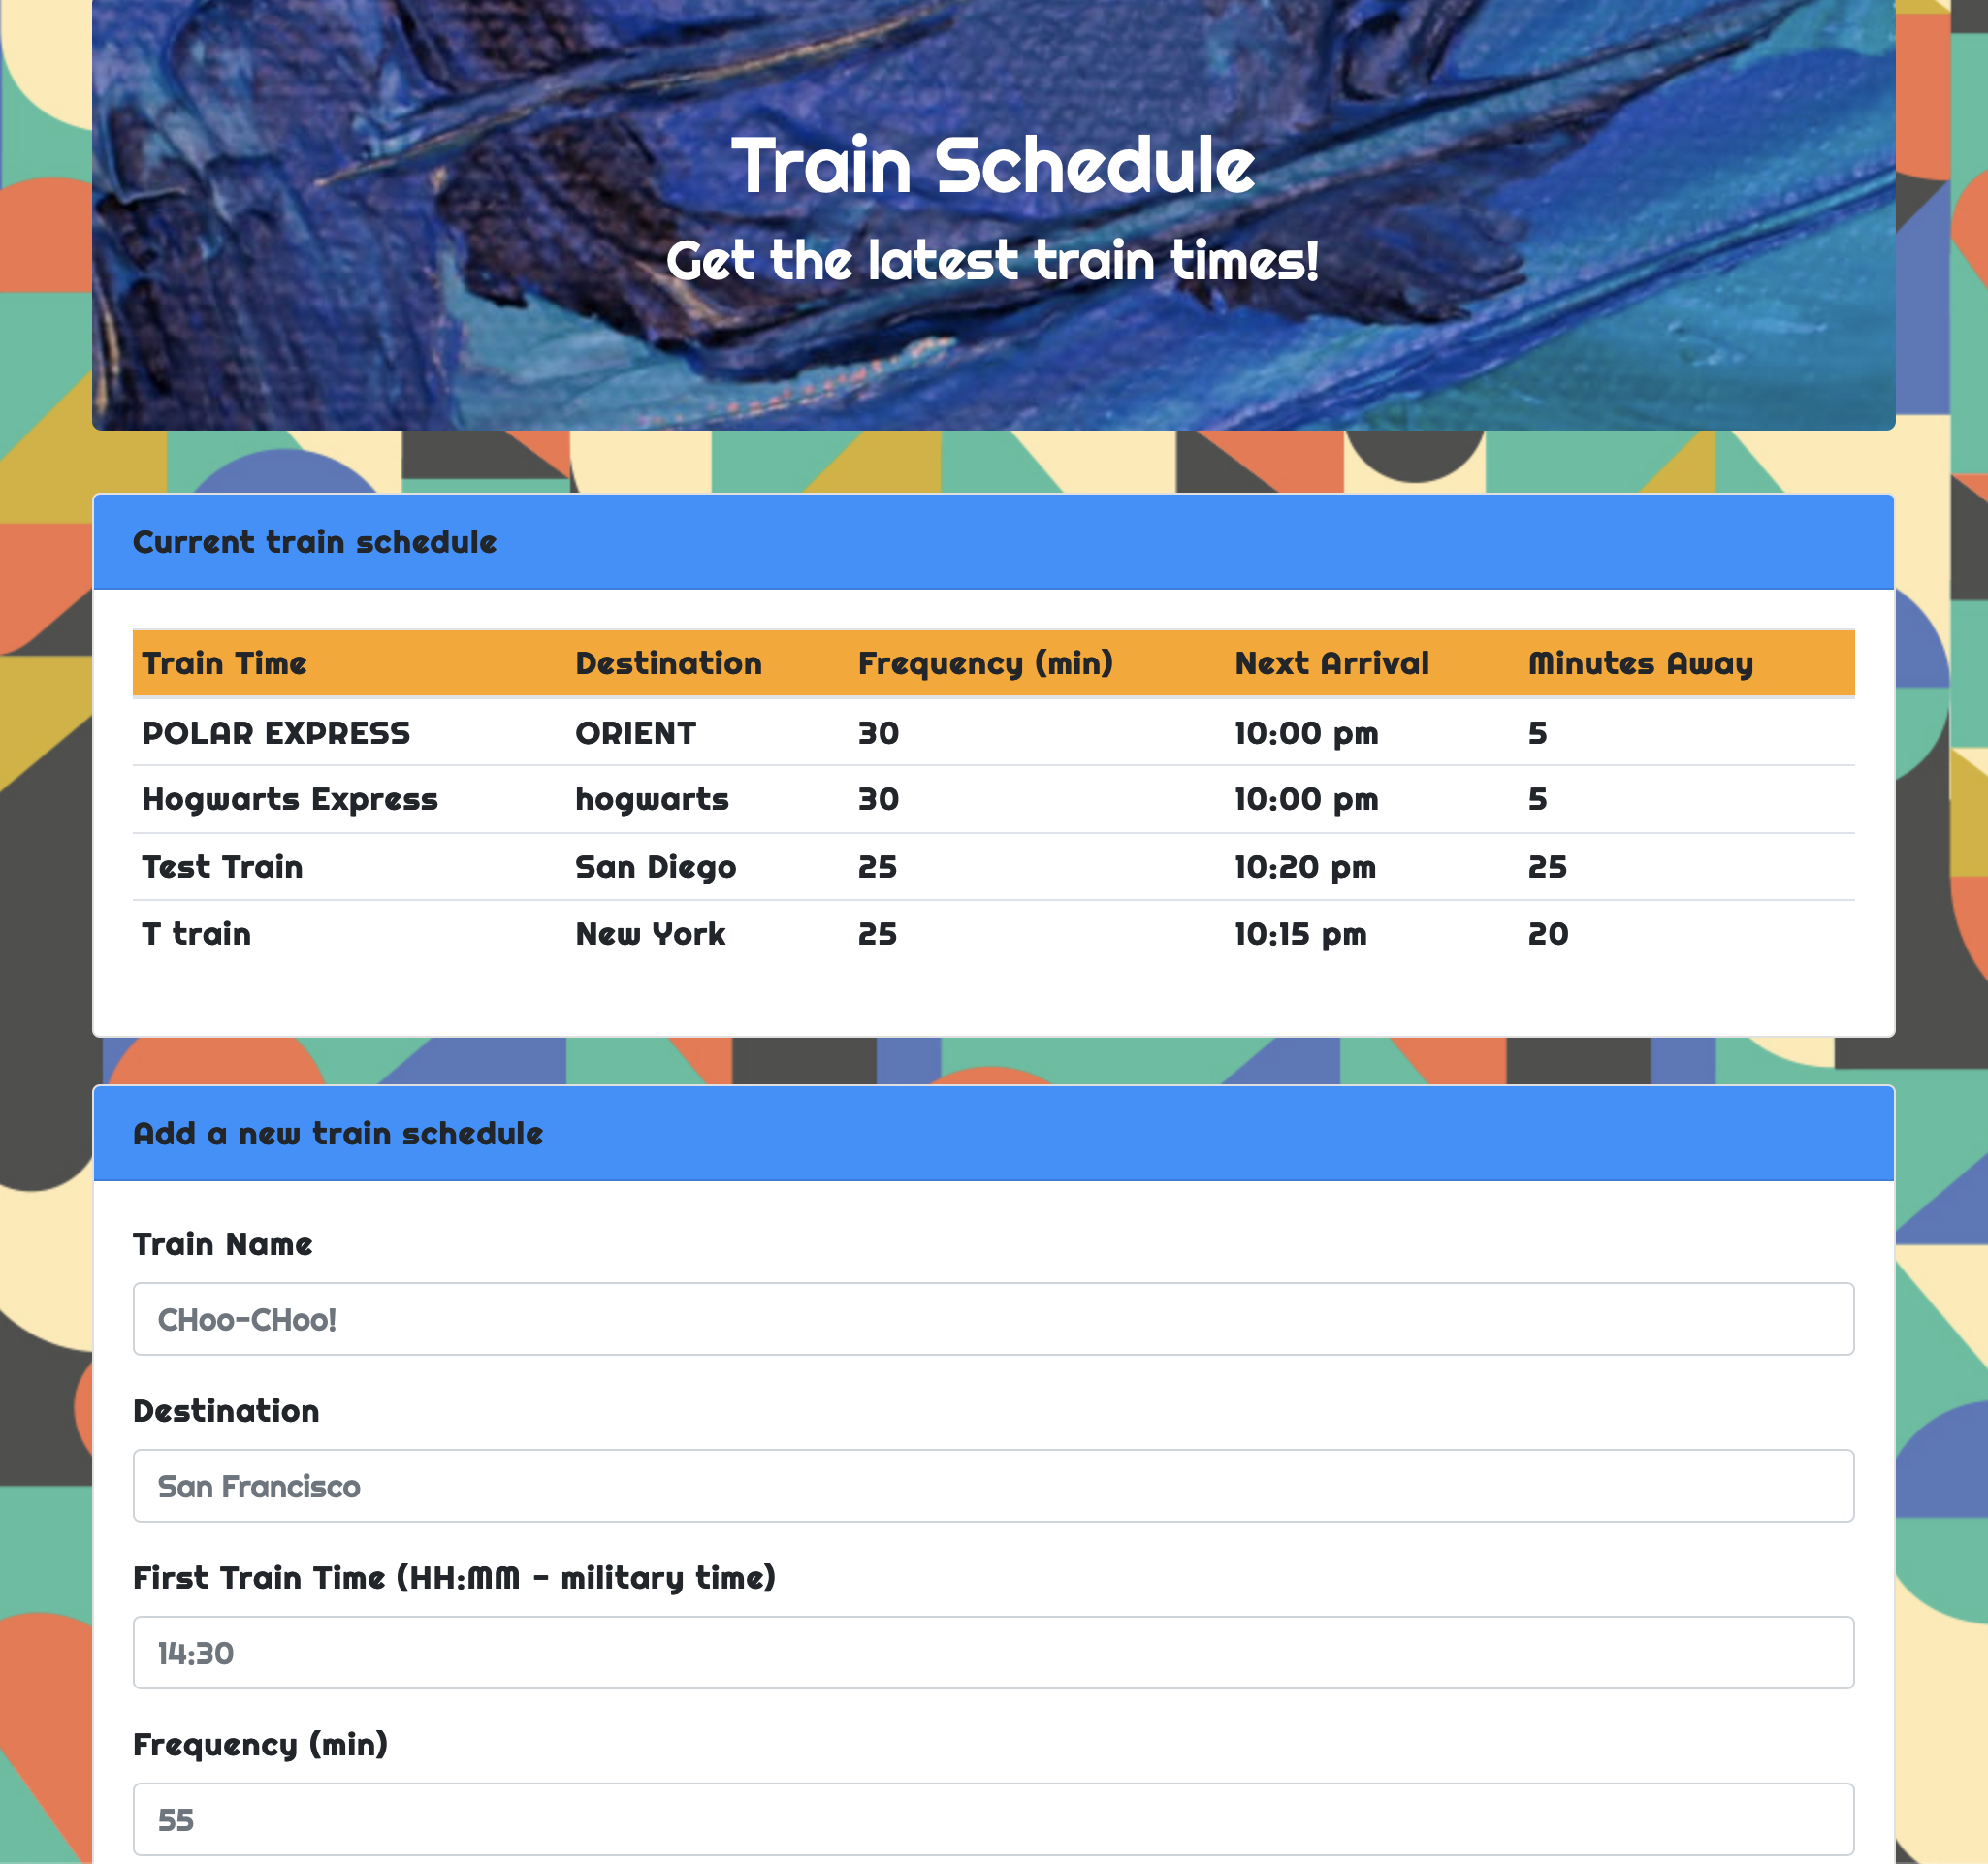 Train Schedule
Get the latest train times!
Current train schedule
Train Time Destination Frequency (min) Next Arrival Minutes Away
POLAR EXPRESS ORIENT 30 10:00 pm 5
Hogwarts Express hogwarts 30 10:00 pm 5
Test Train San Diego 25 10:20 pm 25
T train New York 25 10:15 pm 20
Add a new train schedule
Train Name
CHoo-CHoo!
Destination
San Francisco
First Train Time (HH:MM - military time)
14:30
Frequency (min)
55